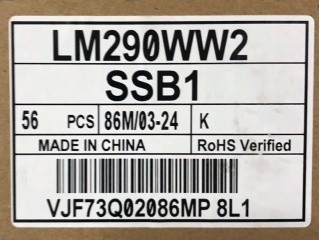 LM290WW2
SSB1
56 PCS 86M/03-24 K
MADE IN CHINA RoHS Verified
VJF73Q02086MP 8L1